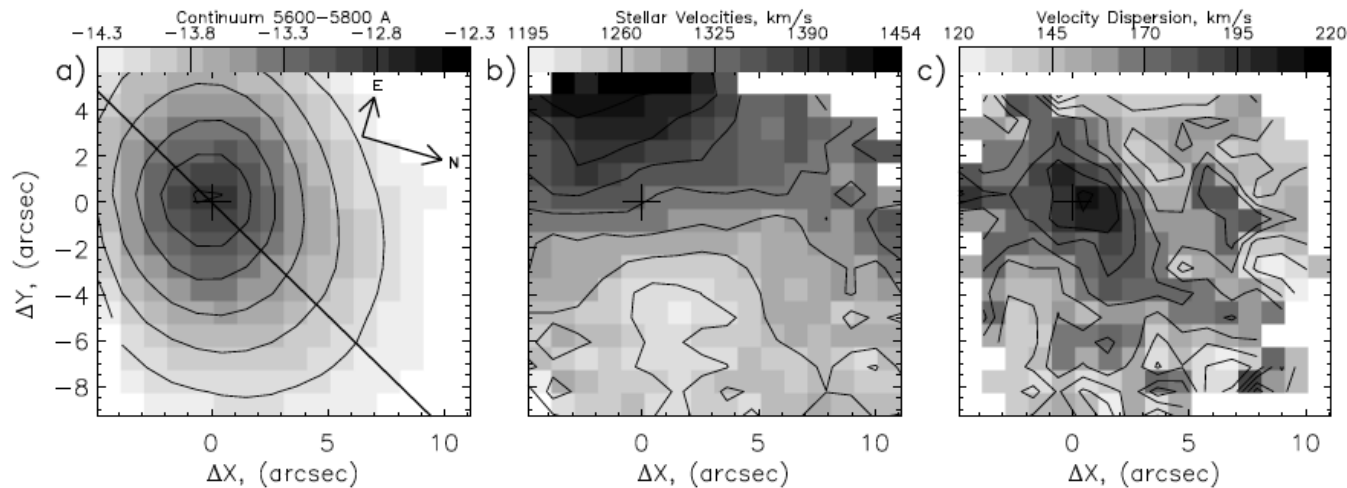 Continuum 5600−5800 A
−14.3 −13.8 −13.3 −12.8 −12.3
a)
E
N
4
2
0
−2
−4
−6
−8
ΔY, (arcsec)
0 5 10
ΔX, (arcsec)
Stellar Velocities, km/s
1195 1260 1325 1390 1454
b)
0 5 10
ΔX, (arcsec)
Velocity Dispersion, km/s
120 145 170 195 220
c)
0 5 10
ΔX, (arcsec)